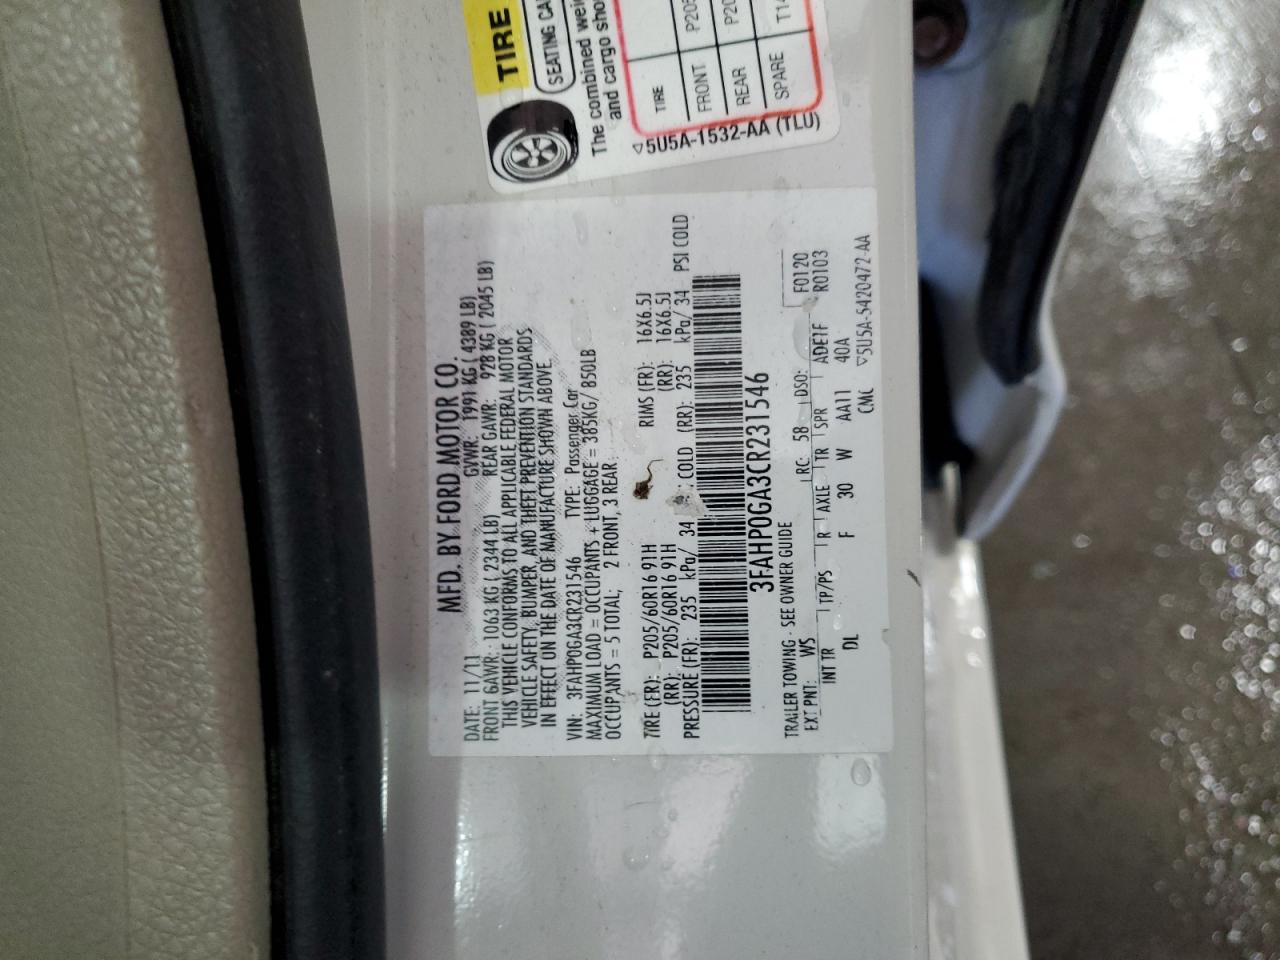 TIRE
SEATING CA
The combined wei
and cargo sho
TIRE
FRONT P205
REAR P20
SPARE T14
5U5A-1532-AA (TLU)
MFD. BY FORD MOTOR CO.
DATE: 11/11 GVWR: 1991 KG ( 4389 LB)
FRONT GAWR: 1063 KG ( 2344 LB) REAR GAWR: 928 KG ( 2045 LB)
THIS VEHICLE CONFORMS TO ALL APPLICABLE FEDERAL MOTOR
VEHICLE SAFETY, BUMPER, AND THEFT PREVENTION STANDARDS
IN EFFECT ON THE DATE OF MANUFACTURE SHOWN ABOVE
VIN: 3FAHP0GA3CR231546 TYPE: Passenger Car
MAXIMUM LOAD = OCCUPANTS + LUGGAGE = 385KG/ 850LB
OCCUPANTS = 5 TOTAL; 2 FRONT, 3 REAR
TIRE (FR): P205/60R16 91H RIMS (FR): 16X6.5J
(RR): P205/60R16 91H (RR): 16X6.5J
PRESSURE (FR): 235 kPa/ 34 COLD (RR): 235 kPa/ 34 PSI COLD
3FAHP0GA3CR231546
TRAILER TOWING - SEE OWNER GUIDE F0120
EXT PNT: WS RC: 58 DSO: R0103
INT TR TP/PS R AXLE TR SPR ADE1F
DL F 30 W AA11 40A
CMC 5U5A-5420472-AA